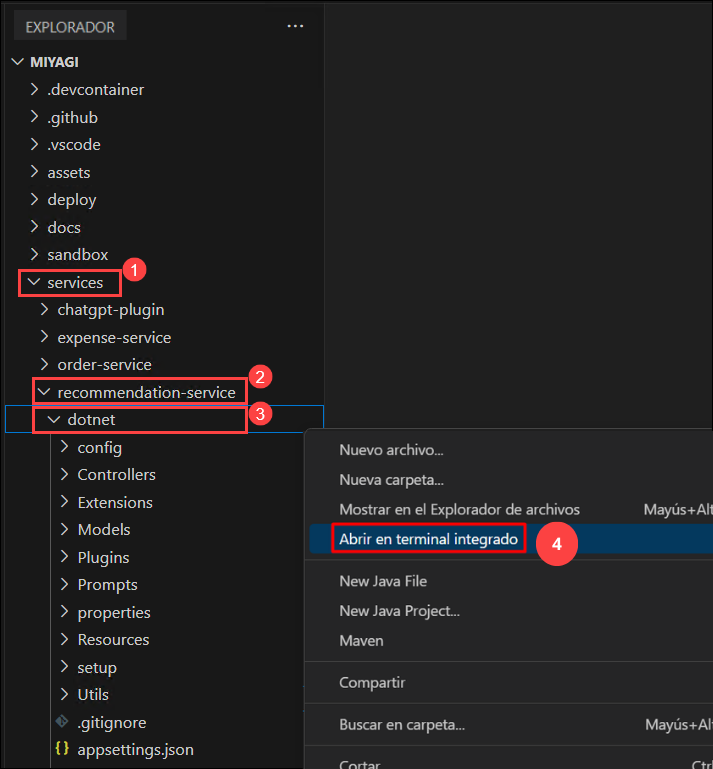 EXPLORADOR
MIYAGI
.devcontainer
.github
.vscode
assets
deploy
docs
sandbox
services 1
chatgpt-plugin
expense-service
order-service
recommendation-service 2
dotnet 3
config
Controllers
Extensions
Models
Plugins
Prompts
properties
Resources
setup
Utils
.gitignore
{} appsettings.json
Nuevo archivo...
Nueva carpeta...
Mostrar en el Explorador de archivos Mayús+Alt
Abrir en terminal integrado 4
New Java File
New Java Project...
Maven
Compartir
Buscar en carpeta... Mayús+Alt
Cortar